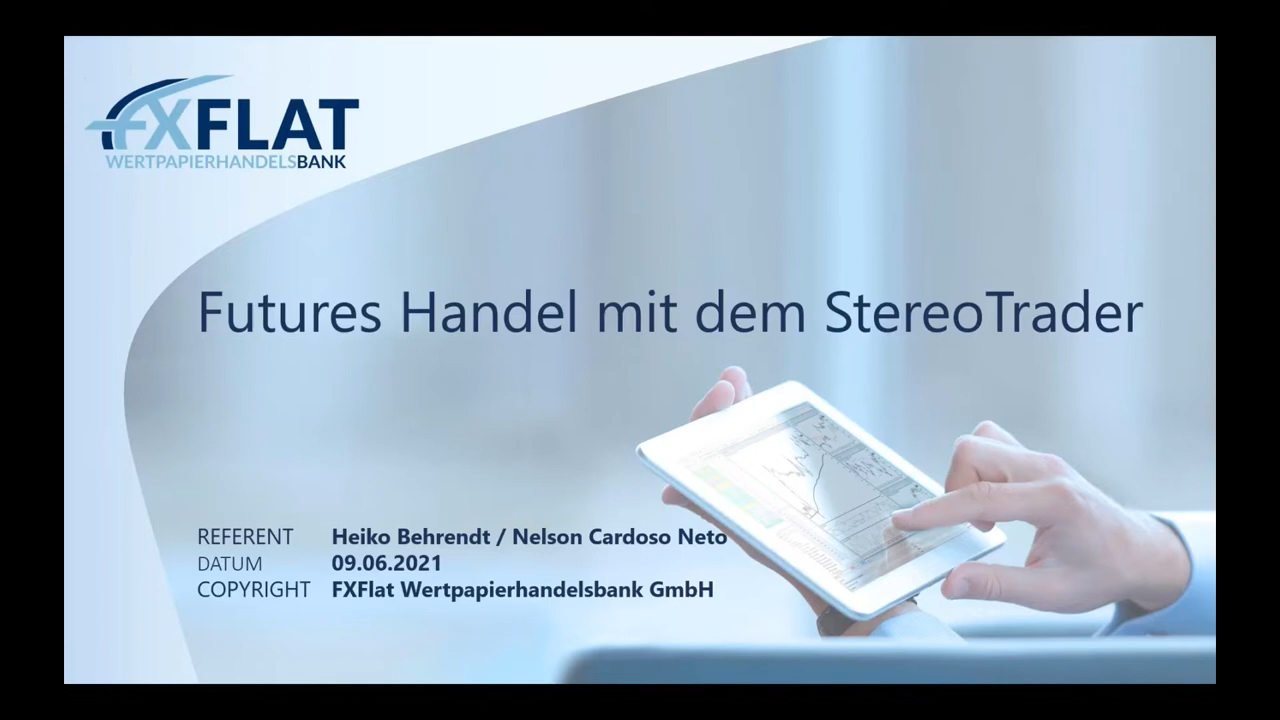 FXFLAT
WERTPAPIERHANDELSBANK
Futures Handel mit dem StereoTrader
REFERENT Heiko Behrendt / Nelson Cardoso Neto
DATUM 09.06.2021
COPYRIGHT FXFlat Wertpapierhandelsbank GmbH